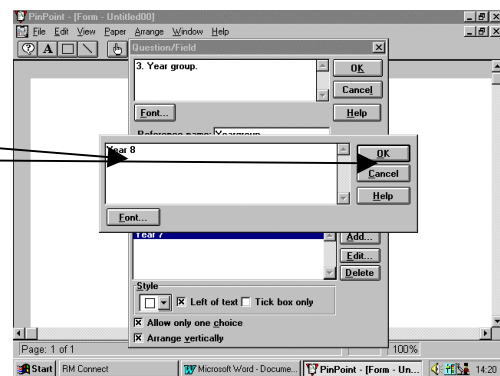 PinPoint - [Form - Untitled00]
File Edit View Paper Arrange Window Help
A
Question/Field
3. Year group.
OK
Cancel
Font...
Help
Reference name: Yeargroup
Year 8
OK
Cancel
Help
Font...
Year 7
Add...
Edit...
Delete
Style
Left of text Tick box only
Allow only one choice
Arrange vertically
Page: 1 of 1 100%
Start RM Connect Microsoft Word - Docume... PinPoint - [Form - Un... 14:20